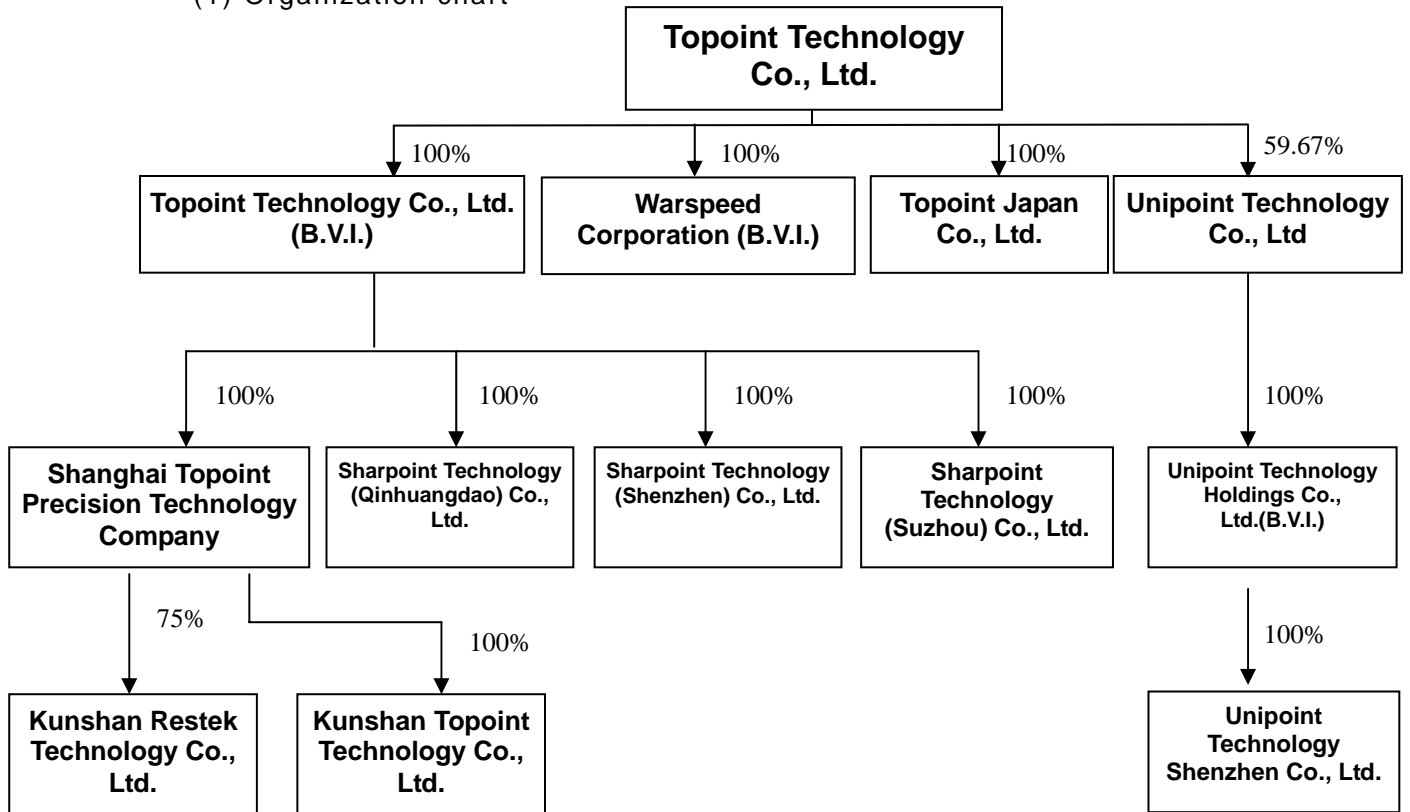 (1) Organization chart
Topoint Technology
Co., Ltd.
100%
100%
100%
59.67%
Topoint Technology Co., Ltd.
(B.V.I.)
Warspeed
Corporation (B.V.I.)
Topoint Japan
Co., Ltd.
Unipoint Technology
Co., Ltd
100%
100%
100%
100%
100%
Shanghai Topoint
Precision Technology
Company
Sharpoint Technology
(Qinhuangdao) Co.,
Ltd.
Sharpoint Technology
(Shenzhen) Co., Ltd.
Sharpoint
Technology
(Suzhou) Co., Ltd.
Unipoint Technology
Holdings Co.,
Ltd.(B.V.I.)
75%
100%
100%
Kunshan Restek
Technology Co.,
Ltd.
Kunshan Topoint
Technology Co.,
Ltd.
Unipoint
Technology
Shenzhen Co., Ltd.